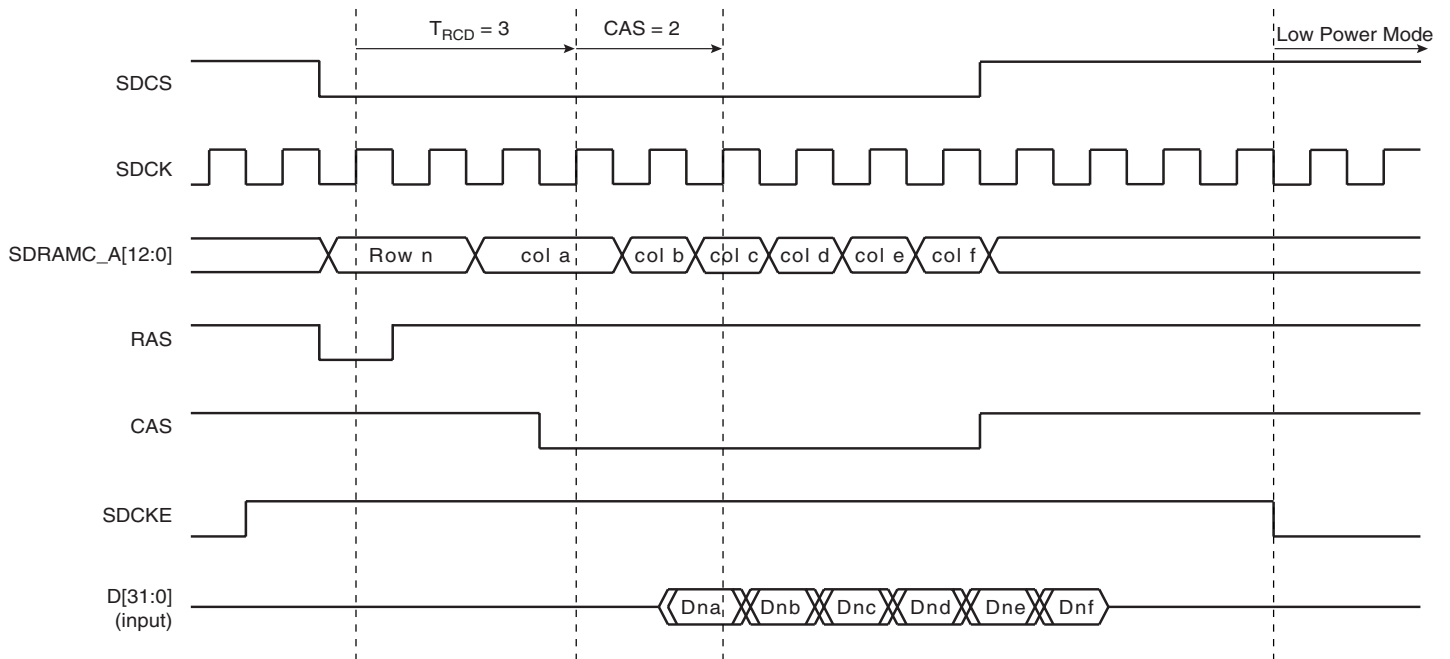 T_RCD = 3
CAS = 2
Low Power Mode
SDCS
SDCK
SDRAMC_A[12:0]
Row n
col a
col b
col c
col d
col e
col f
RAS
CAS
SDCKE
D[31:0]
(input)
Dna
Dnb
Dnc
Dnd
Dne
Dnf